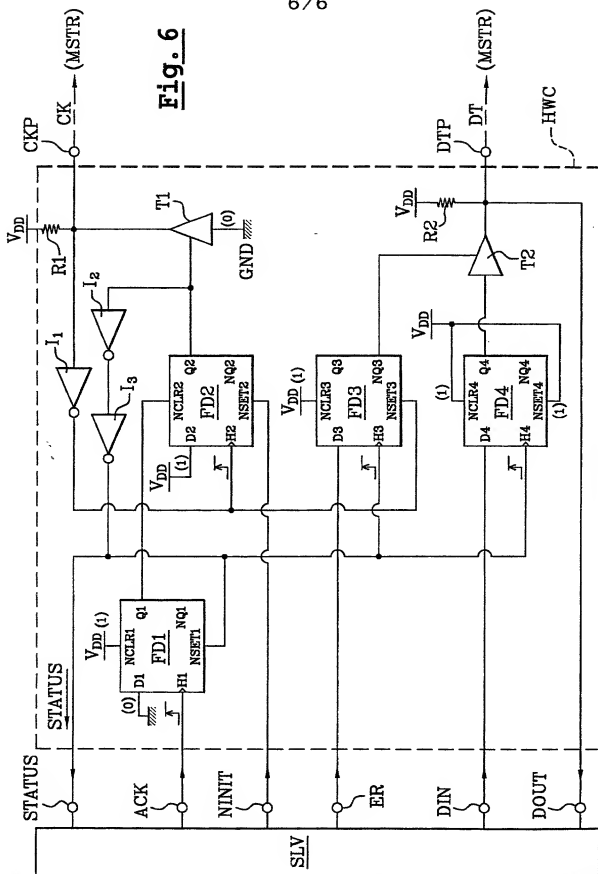 6/6
Fig. 6
STATUS
STATUS
ACK
NINIT
ER
DIN
DOUT
SLV
VDD (1)
NCLR1
D1
Q1
(0)
FD1
H1
NQ1
NSET1
I1
I2
I3
VDD
R1
CKP
CK
(MSTR)
T1
(0)
GND
VDD
(1)
NCLR2
D2
Q2
FD2
H2
NQ2
NSET2
VDD (1)
NCLR3
D3
Q3
FD3
H3
NQ3
NSET3
VDD
R2
DTP
DT
(MSTR)
HWC
T2
VDD
(1)
NCLR4
D4
Q4
FD4
H4
NQ4
NSET4
(1)